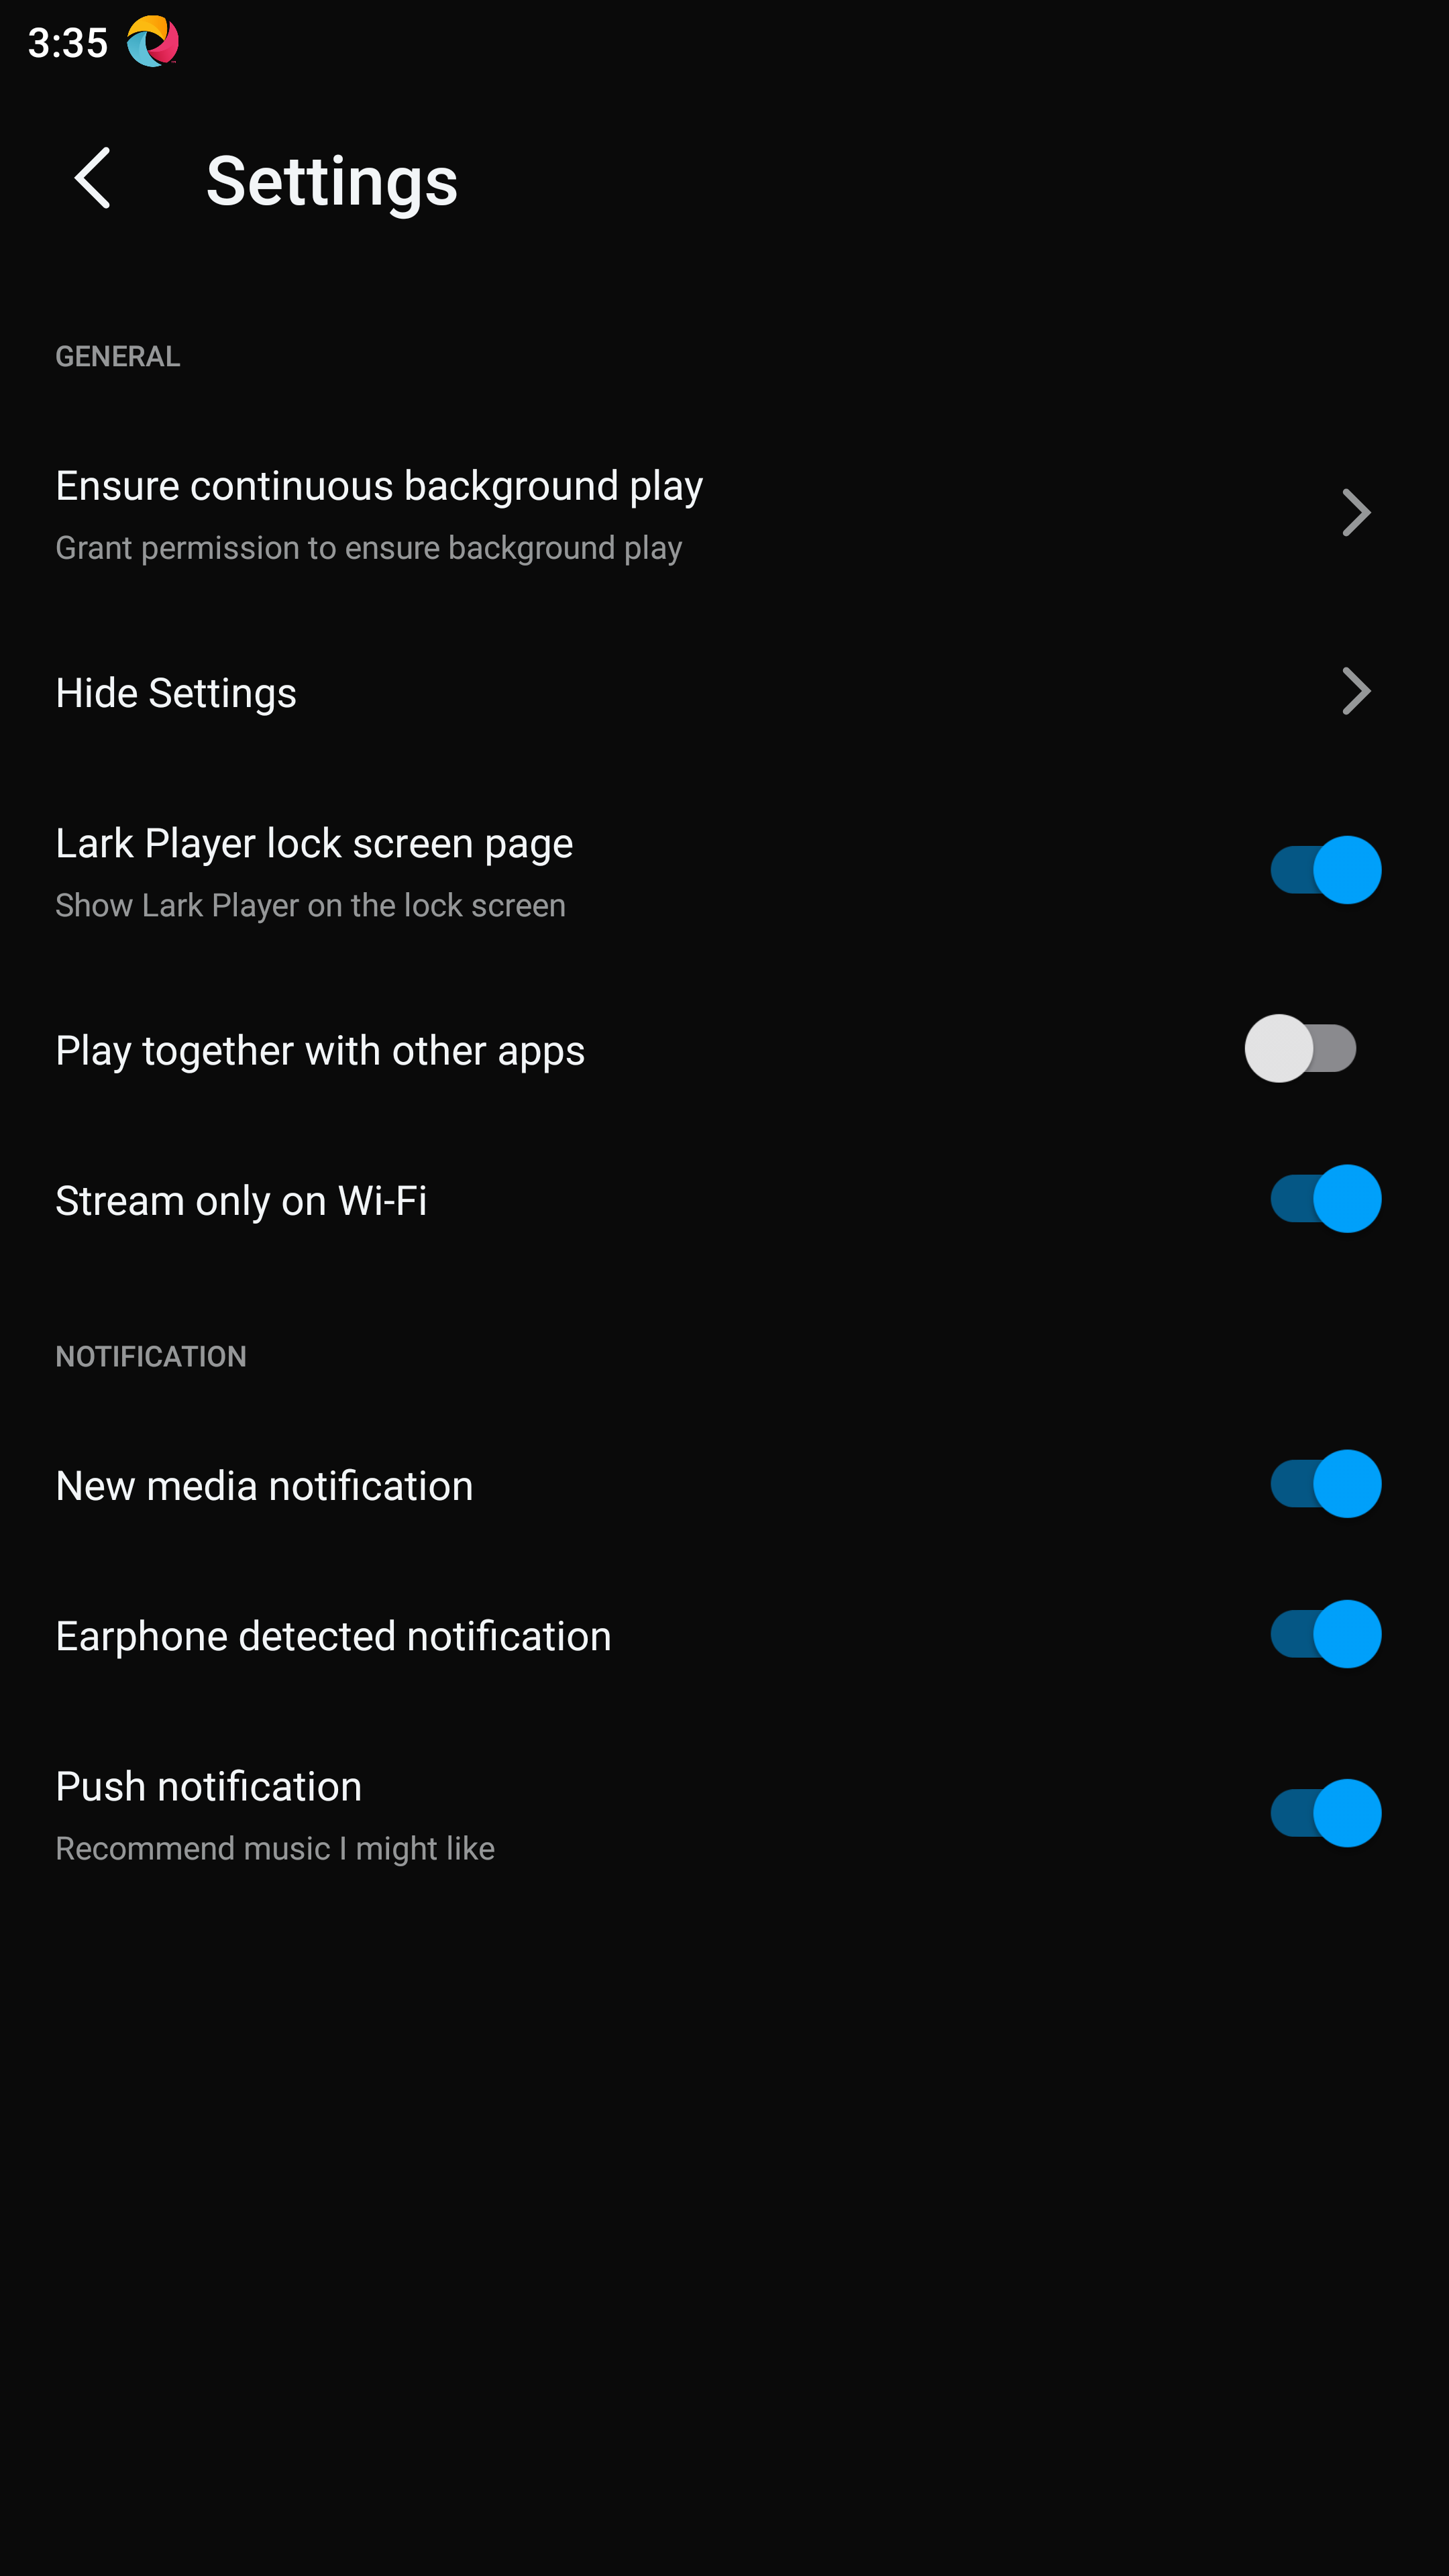 3:35
Settings
GENERAL
Ensure continuous background play
Grant permission to ensure background play
Hide Settings
Lark Player lock screen page
Show Lark Player on the lock screen
Play together with other apps
Stream only on Wi-Fi
NOTIFICATION
New media notification
Earphone detected notification
Push notification
Recommend music I might like